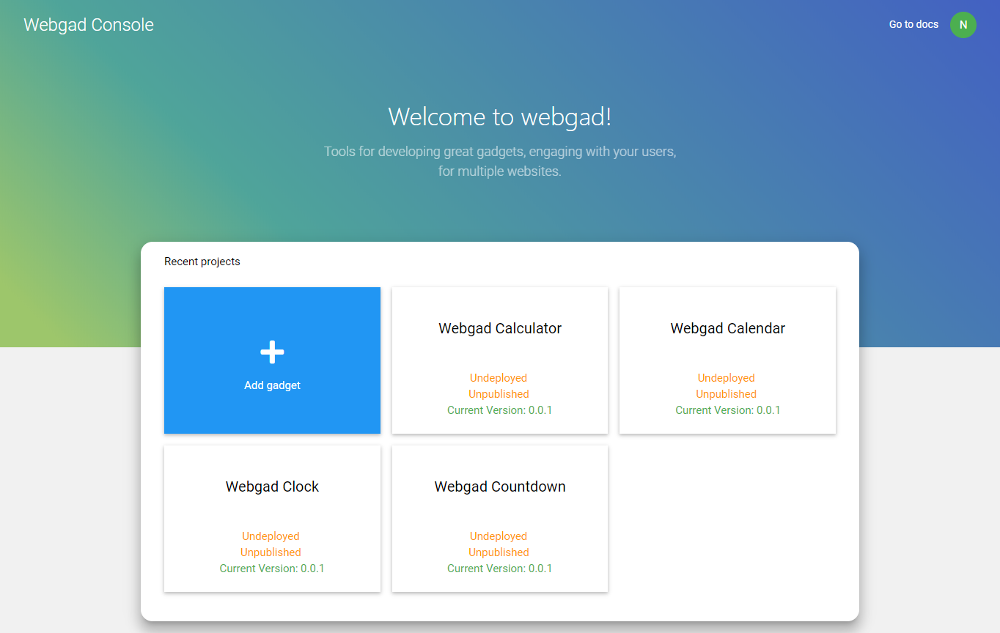 Webgad Console
Go to docs
N
Welcome to webgad!
Tools for developing great gadgets, engaging with your users,
for multiple websites.
Recent projects
Add gadget
Webgad Calculator
Undeployed
Unpublished
Current Version: 0.0.1
Webgad Calendar
Undeployed
Unpublished
Current Version: 0.0.1
Webgad Clock
Undeployed
Unpublished
Current Version: 0.0.1
Webgad Countdown
Undeployed
Unpublished
Current Version: 0.0.1